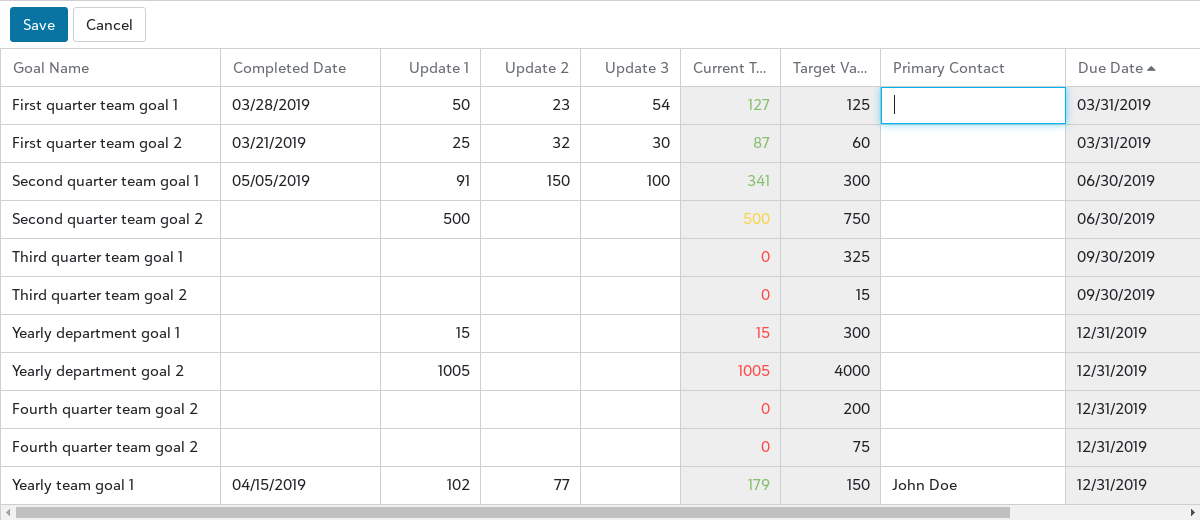 Save Cancel
Goal Name Completed Date Update 1 Update 2 Update 3 Current T... Target Va... Primary Contact Due Date
First quarter team goal 1 03/28/2019 50 23 54 127 125 03/31/2019
First quarter team goal 2 03/21/2019 25 32 30 87 60 03/31/2019
Second quarter team goal 1 05/05/2019 91 150 100 341 300 06/30/2019
Second quarter team goal 2 500 500 750 06/30/2019
Third quarter team goal 1 0 325 09/30/2019
Third quarter team goal 2 0 15 09/30/2019
Yearly department goal 1 15 15 300 12/31/2019
Yearly department goal 2 1005 1005 4000 12/31/2019
Fourth quarter team goal 2 0 200 12/31/2019
Fourth quarter team goal 2 0 75 12/31/2019
Yearly team goal 1 04/15/2019 102 77 179 150 John Doe 12/31/2019